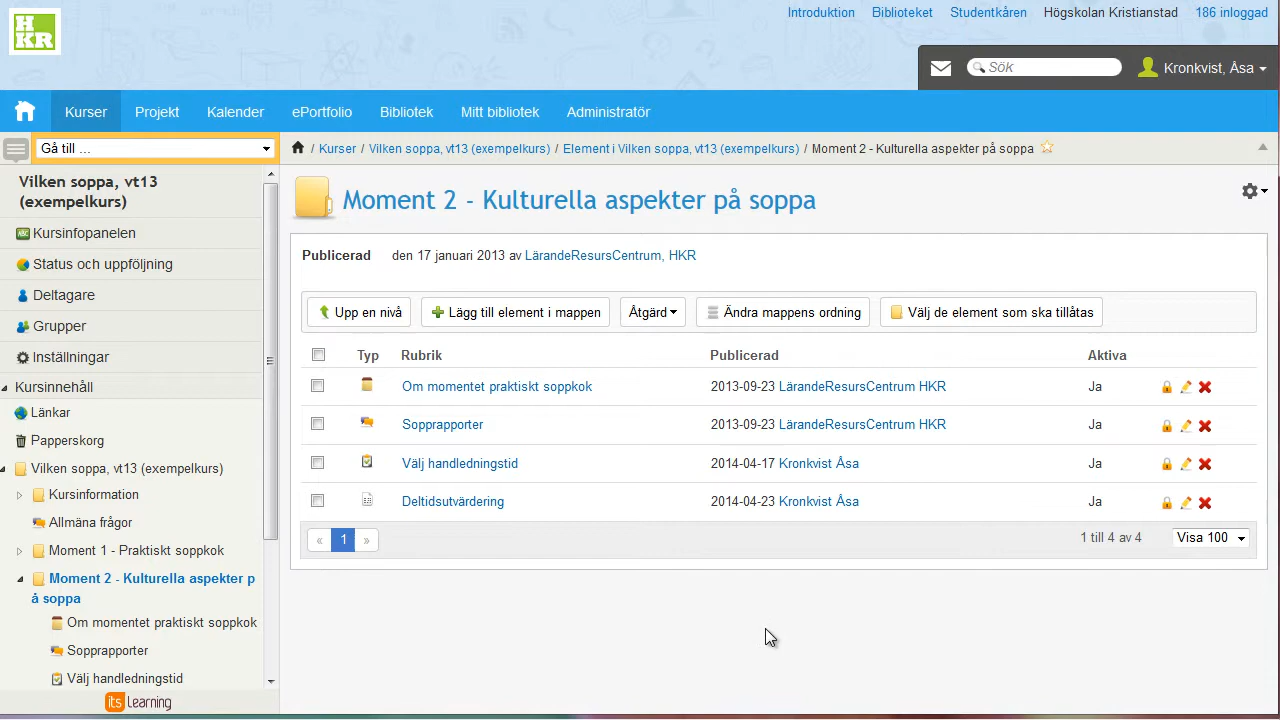 H
KR
Introduktion Biblioteket Studentkåren Högskolan Kristianstad 186 inloggad
Sök Kronkvist, Åsa
Kurser Projekt Kalender ePortfolio Bibliotek Mitt bibliotek Administratör
Gå till ...
/ Kurser / Vilken soppa, vt13 (exempelkurs) / Element i Vilken soppa, vt13 (exempelkurs) / Moment 2 - Kulturella aspekter på soppa
Vilken soppa, vt13
(exempelkurs)
Kursinfopanelen
Status och uppföljning
Deltagare
Grupper
Inställningar
Kursinnehåll
Länkar
Papperskorg
Vilken soppa, vt13 (exempelkurs)
Kursinformation
Allmäna frågor
Moment 1 - Praktiskt soppkok
Moment 2 - Kulturella aspekter p
å soppa
Om momentet praktiskt soppkok
Sopprapporter
Välj handledningstid
its learning
Moment 2 - Kulturella aspekter på soppa
Publicerad den 17 januari 2013 av LärandeResursCentrum, HKR
Upp en nivå Lägg till element i mappen Åtgärd Ändra mappens ordning Välj de element som ska tillåtas
Typ Rubrik Publicerad Aktiva
Om momentet praktiskt soppkok 2013-09-23 LärandeResursCentrum HKR Ja
Sopprapporter 2013-09-23 LärandeResursCentrum HKR Ja
Välj handledningstid 2014-04-17 Kronkvist Åsa Ja
Deltidsutvärdering 2014-04-23 Kronkvist Åsa Ja
« 1 » 1 till 4 av 4 Visa 100